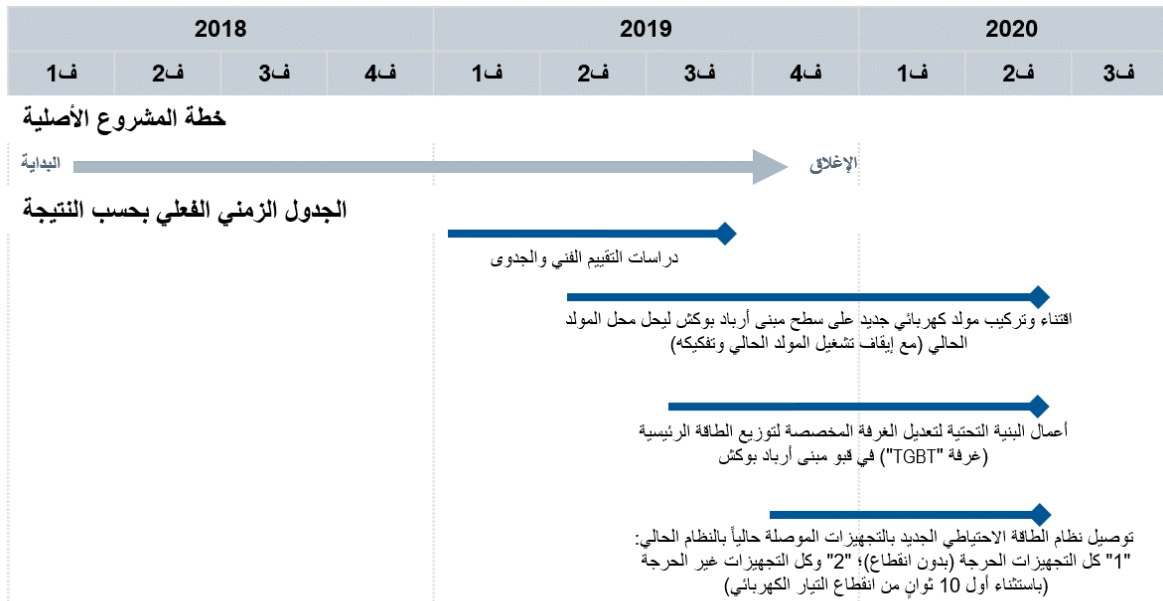 2018 2019 2020
ف1 ف2 ف3 ف4 ف1 ف2 ف3 ف4 ف1 ف2 ف3
خطة المشروع الأصلية
البداية الإغلاق
الجدول الزمني الفعلي بحسب النتيجة
دراسات التقييم الفني والجدوى
اقتناء وتركيب مولد كهربائي جديد على سطح مبنى أرباد بوكش ليحل محل المولد
الحالي (مع إيقاف تشغيل المولد الحالي وتفكيكه)
أعمال البنية التحتية لتعديل الغرفة المخصصة لتوزيع الطاقة الرئيسية
(غرفة "TGBT") في قبو مبنى أرباد بوكش
توصيل نظام الطاقة الاحتياطي الجديد بالتجهيزات الموصلة حالياً بالنظام الحالي:
"1" كل التجهيزات الحرجة (بدون انقطاع)؛ "2" وكل التجهيزات غير الحرجة
(باستثناء أول 10 ثوانٍ من انقطاع التيار الكهربائي)